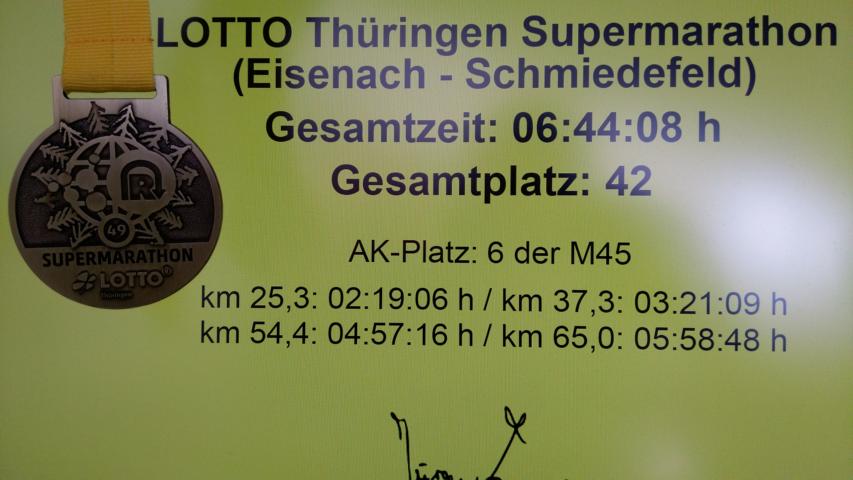 LOTTO Thüringen Supermarathon
(Eisenach - Schmiedefeld)
Gesamtzeit: 06:44:08 h
Gesamtplatz: 42
AK-Platz: 6 der M45
km 25,3: 02:19:06 h / km 37,3: 03:21:09 h
km 54,4: 04:57:16 h / km 65,0: 05:58:48 h
R
49
SUPERMARATHON
LOTTO
Thüringen